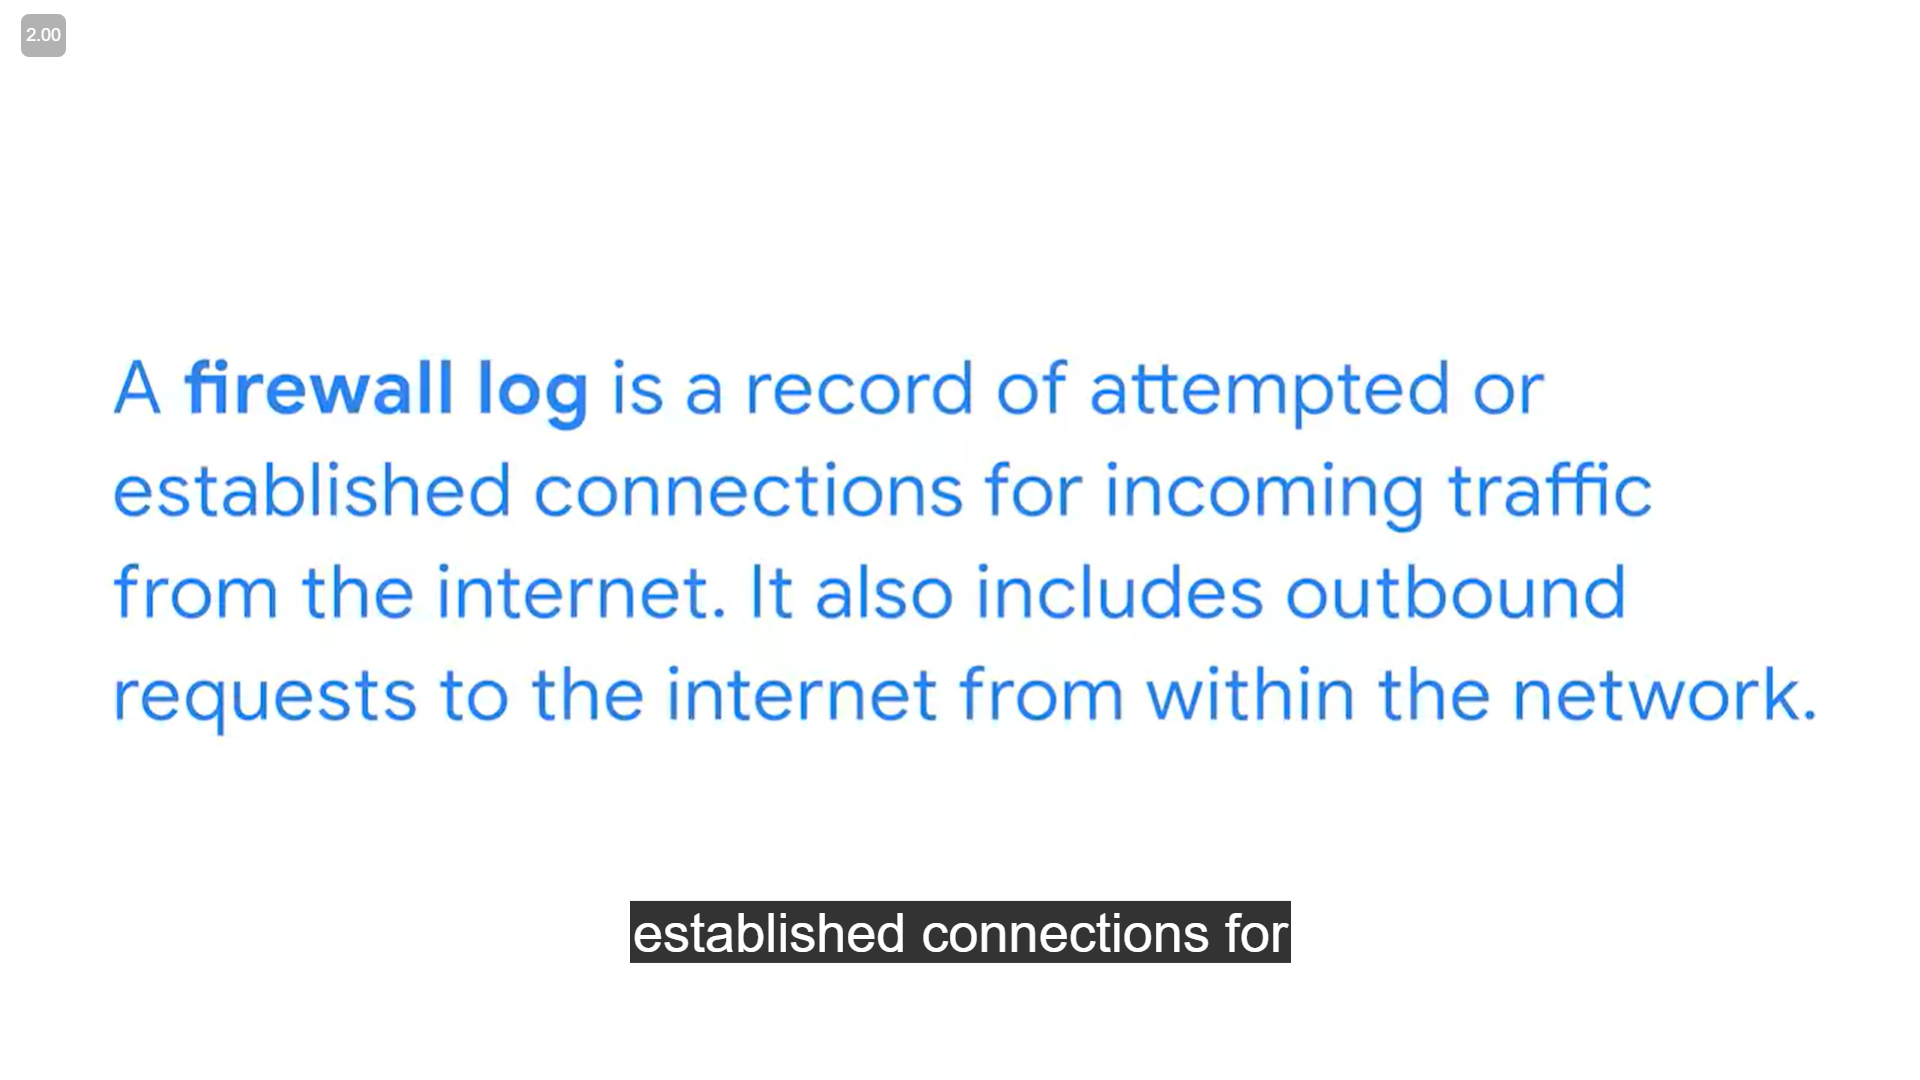 2.00
A firewall log is a record of attempted or
established connections for incoming traffic
from the internet. It also includes outbound
requests to the internet from within the network.
established connections for